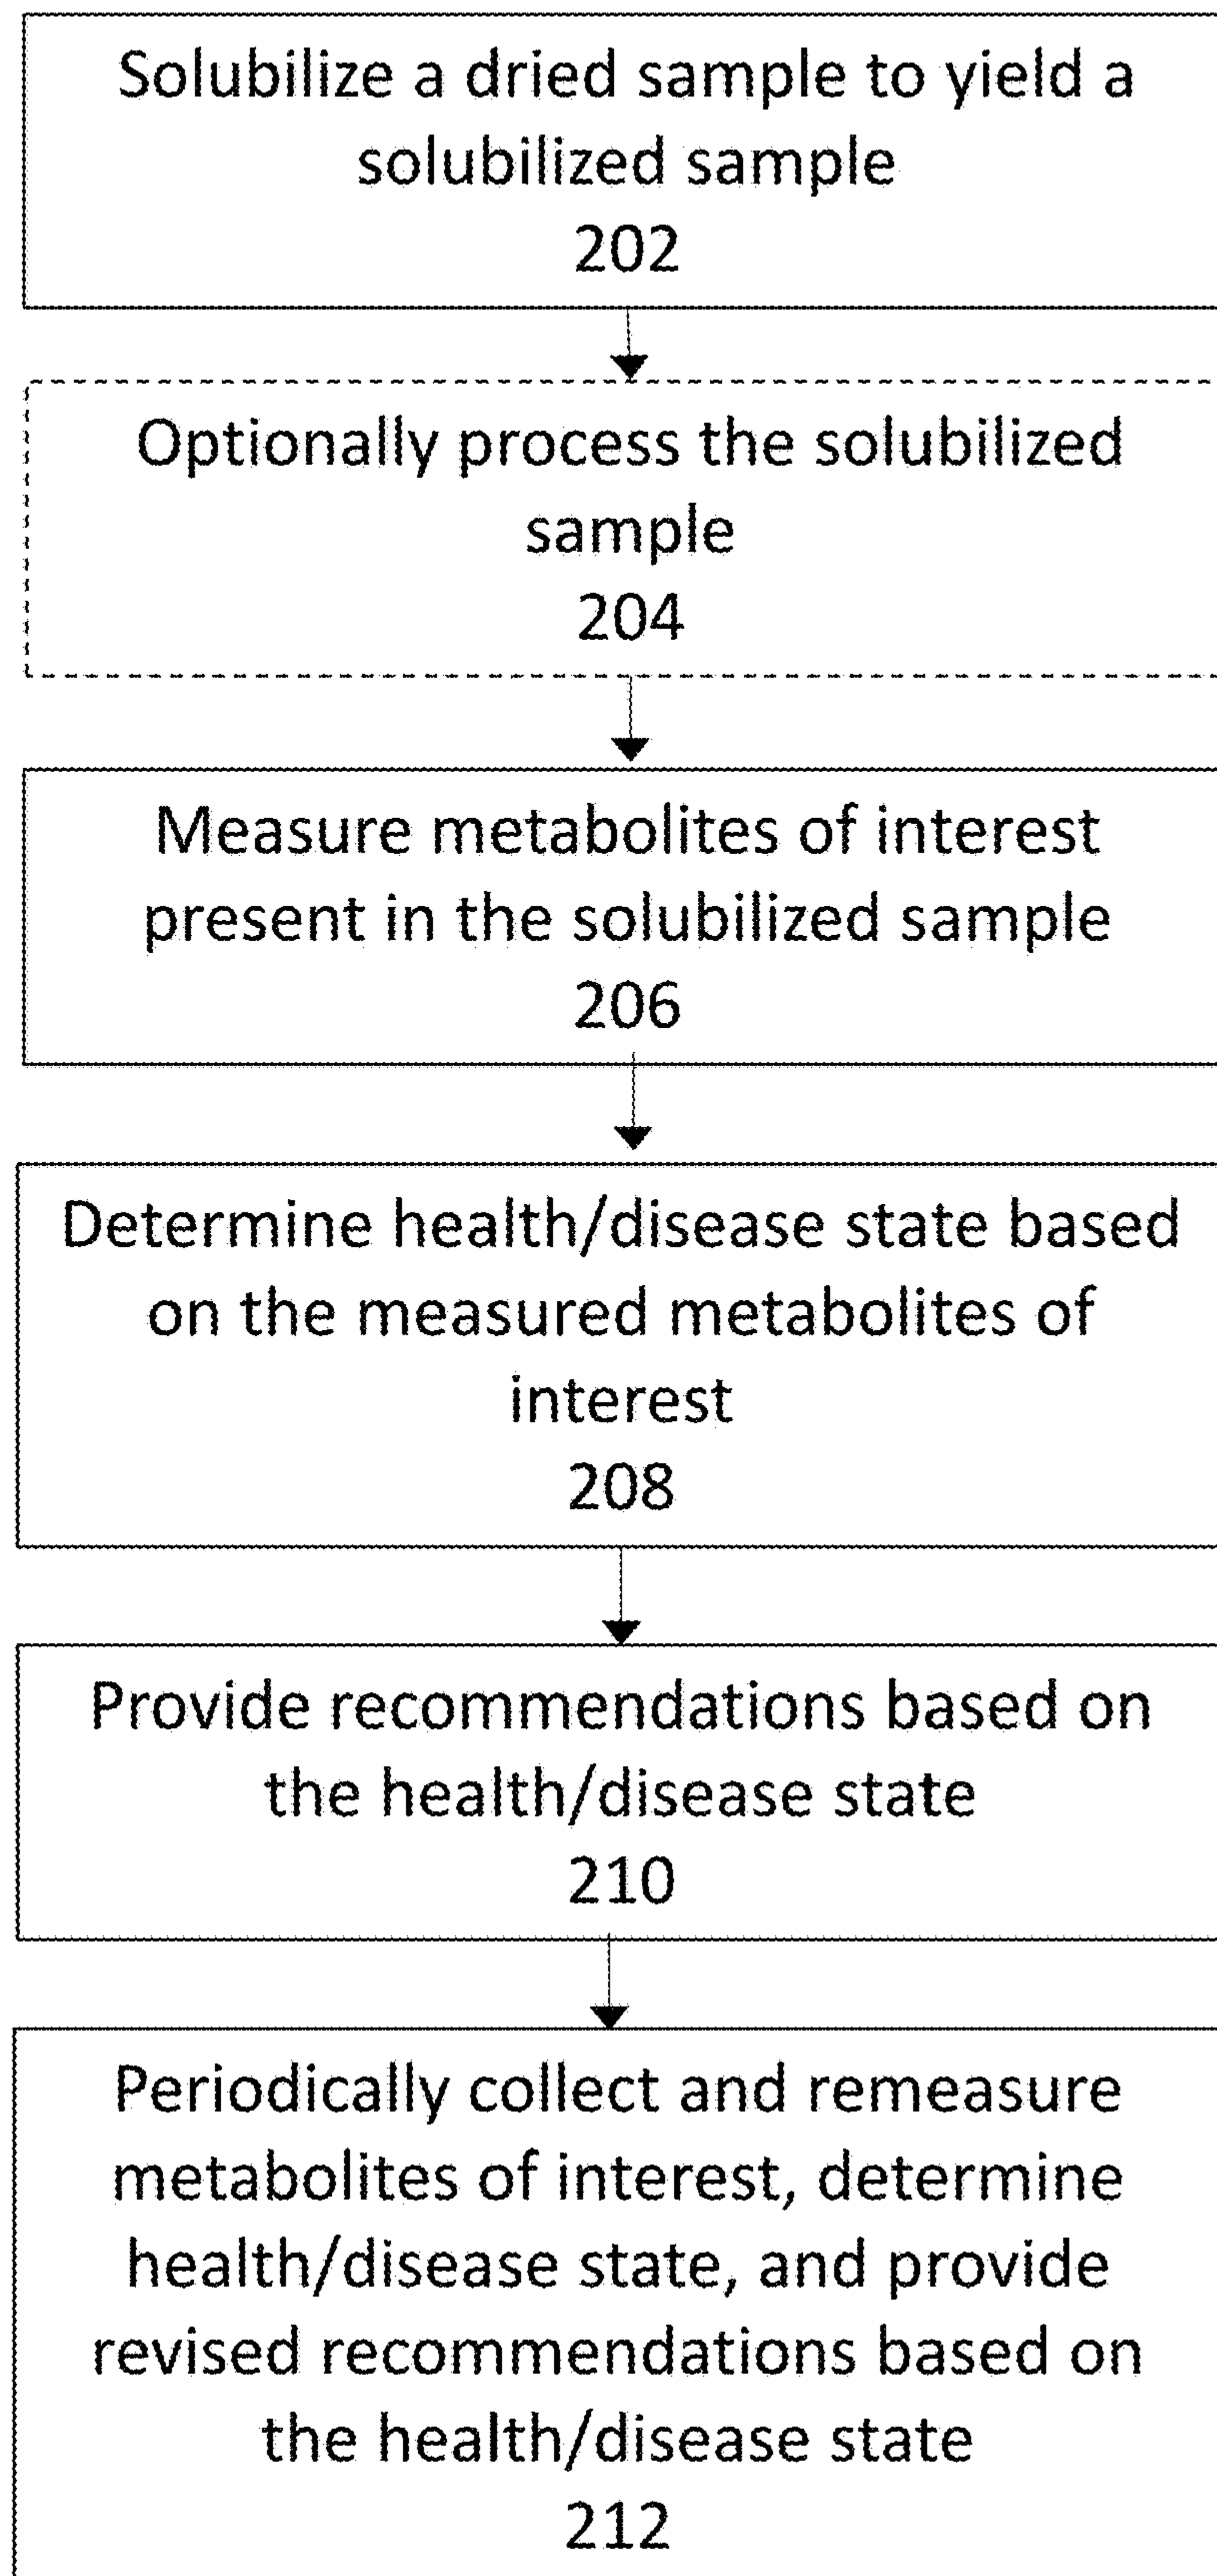 Solubilize a dried sample to yield a
solubilized sample
202
Optionally process the solubilized
sample
204
Measure metabolites of interest
present in the solubilized sample
206
Determine health/disease state based
on the measured metabolites of
interest
208
Provide recommendations based on
the health/disease state
210
Periodically collect and remeasure
metabolites of interest, determine
health/disease state, and provide
revised recommendations based on
the health/disease state
212